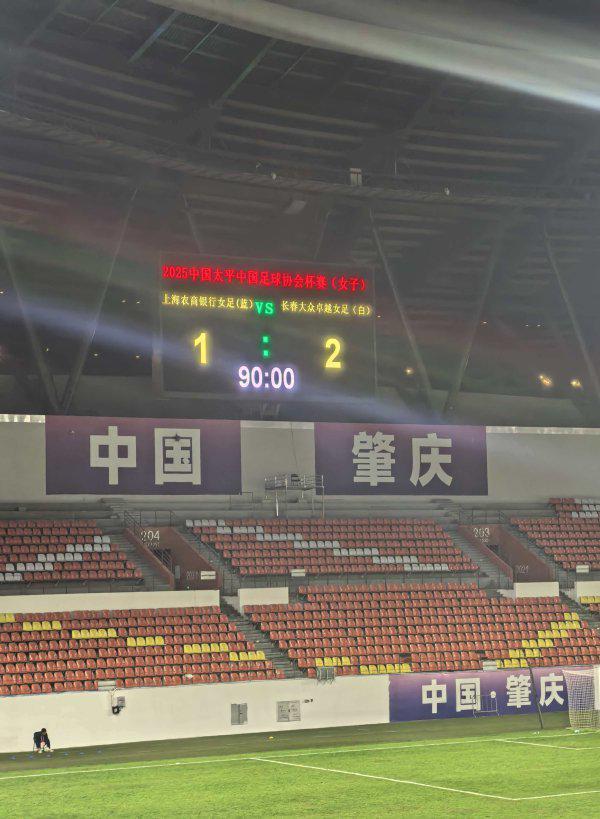 2025中国太平中国足球协会杯赛（女子）
上海农商银行女足(蓝) VS 长春大众卓越女足（白）
1 : 2
90:00
中国 肇庆
204 203
中国·肇庆